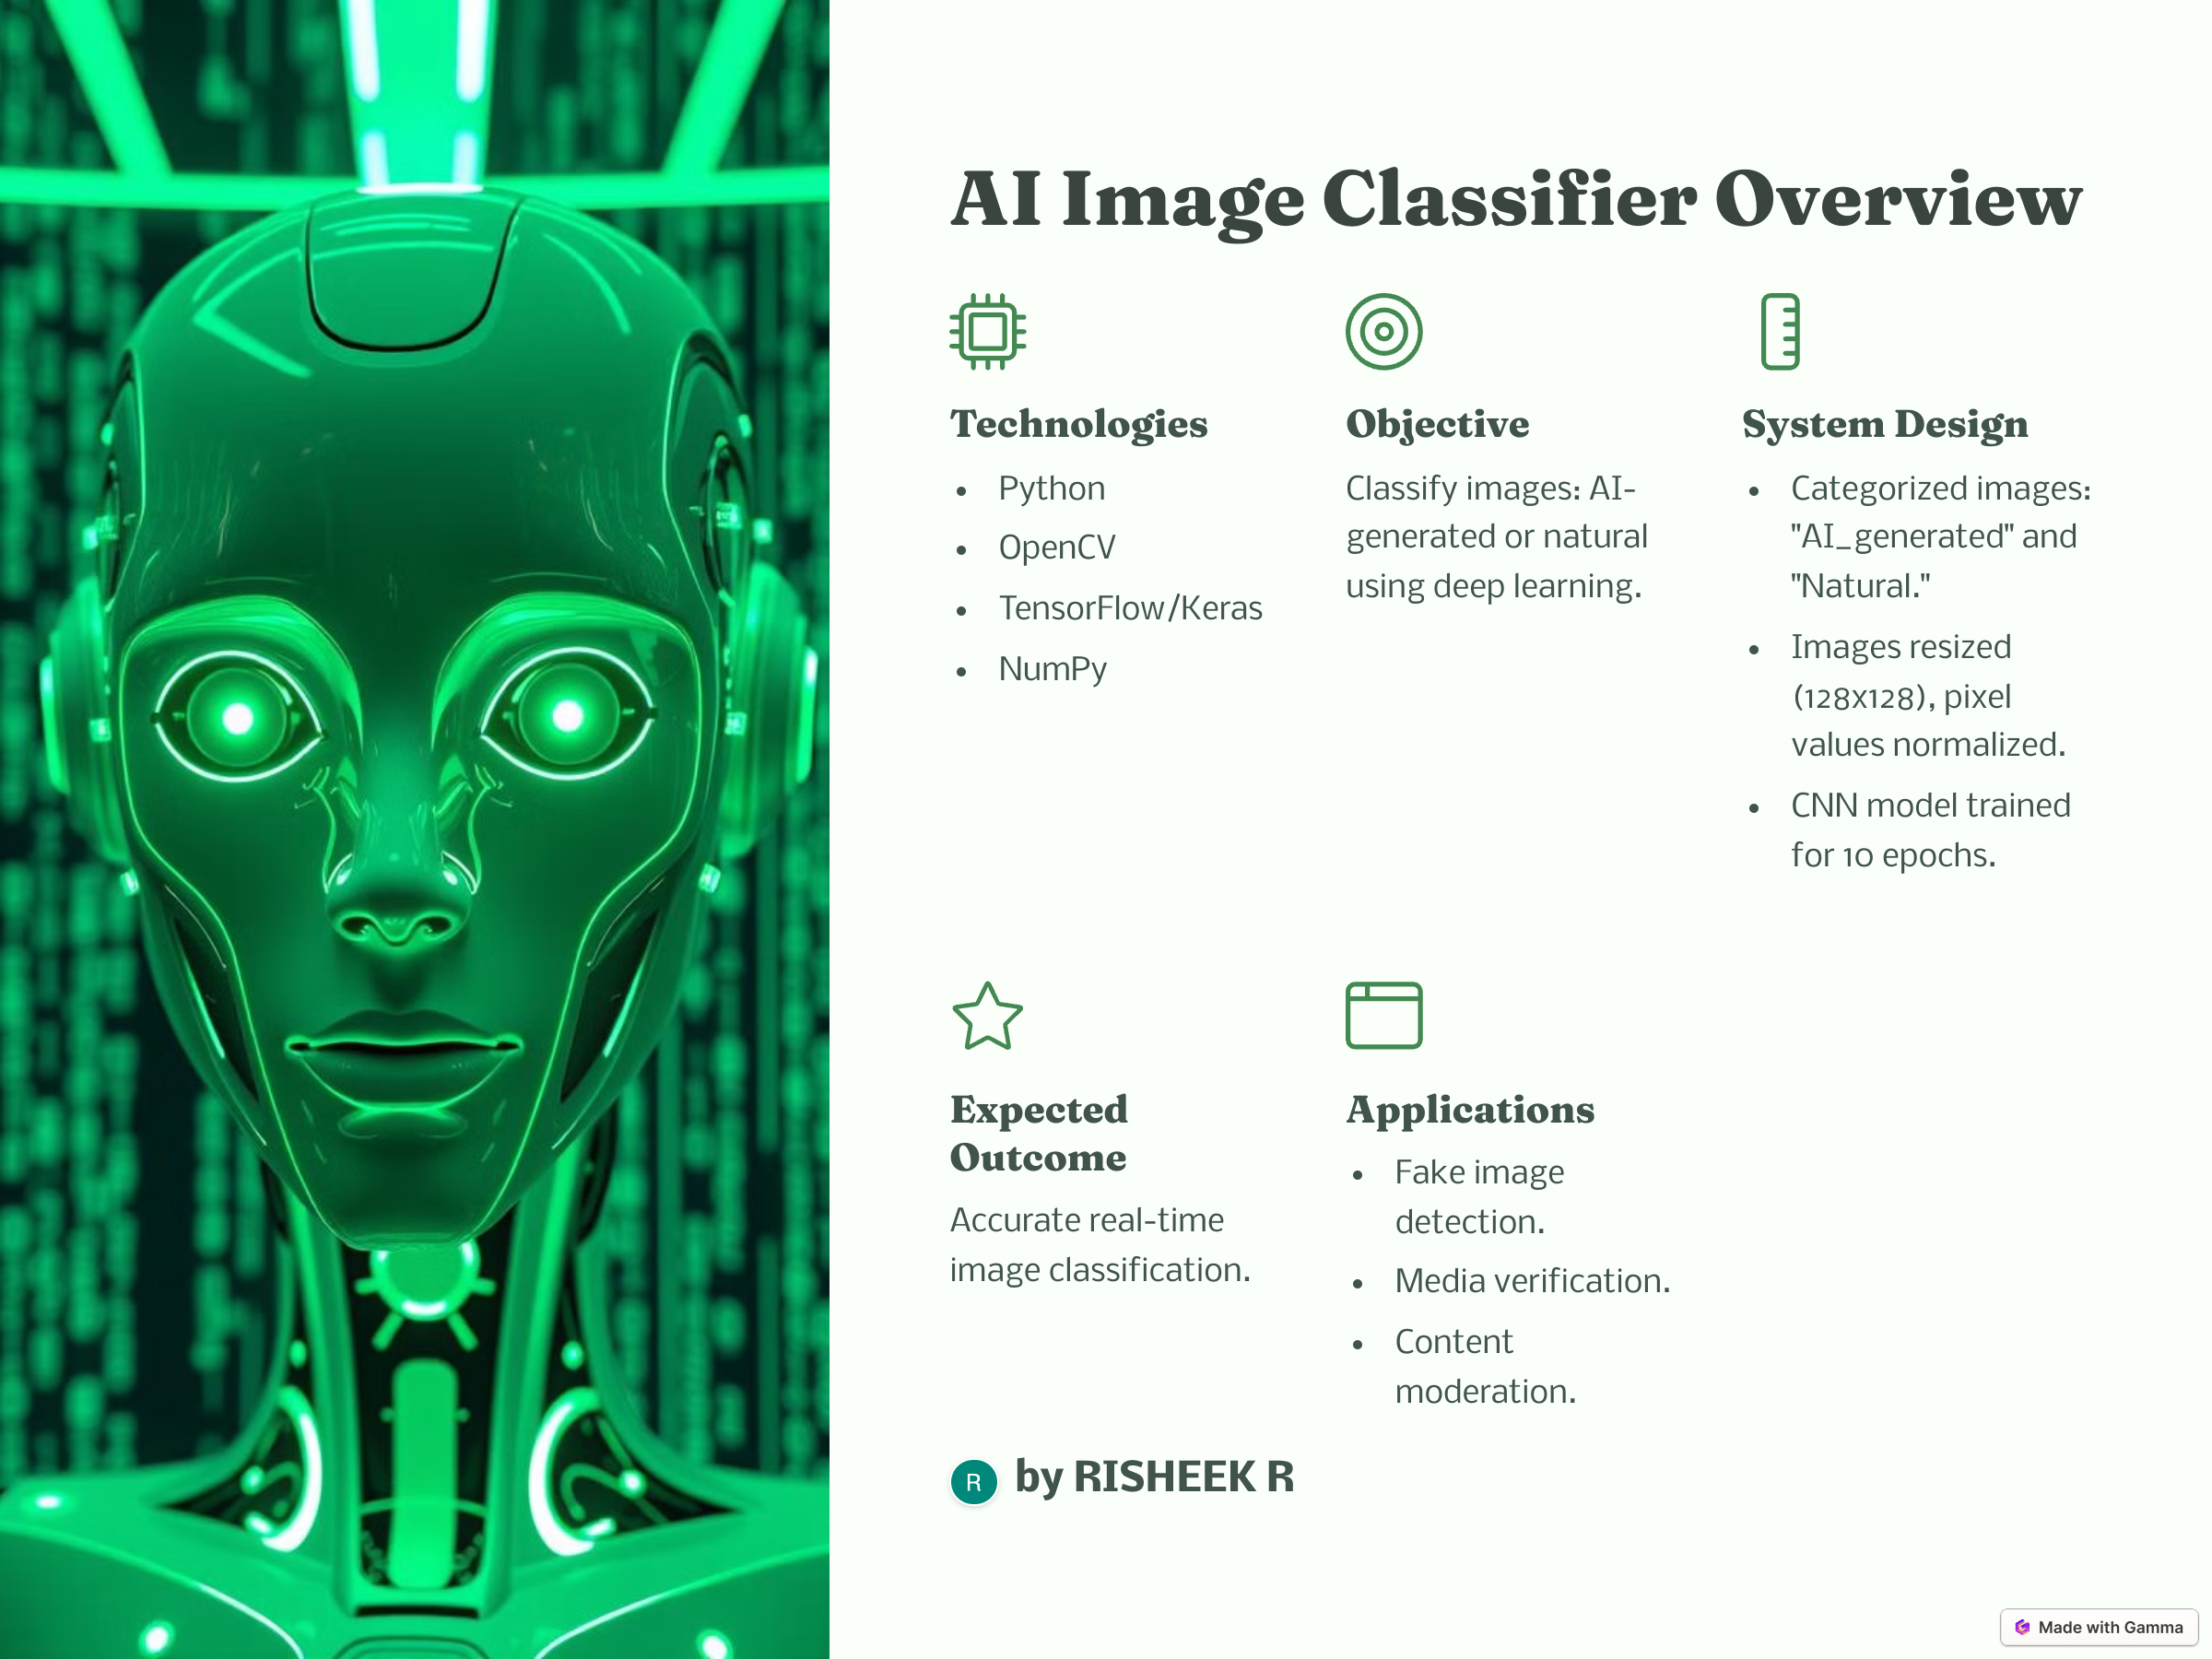 AI Image Classifier Overview
Technologies
• Python
• OpenCV
• TensorFlow/Keras
• NumPy
Objective
Classify images: AI-
generated or natural
using deep learning.
System Design
• Categorized images:
"AI_generated" and
"Natural."
• Images resized
(128x128), pixel
values normalized.
• CNN model trained
for 10 epochs.
Expected
Outcome
Accurate real-time
image classification.
Applications
• Fake image
detection.
• Media verification.
• Content
moderation.
R by RISHEEK R
Made with Gamma